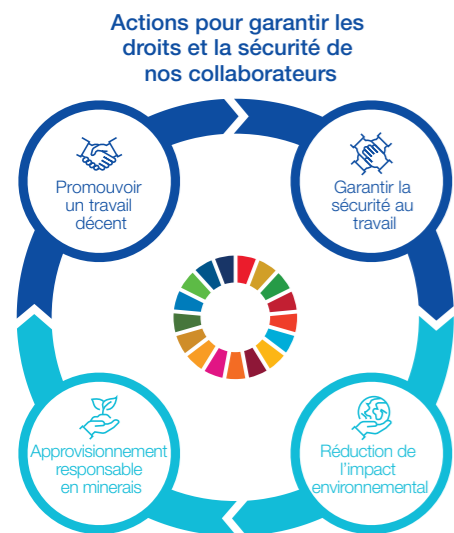 Actions pour garantir les
droits et la sécurité de
nos collaborateurs
Promouvoir
un travail
décent
Garantir la
sécurité au
travail
Approvisionnement
responsable
en minerais
Réduction de
l'impact
environnemental